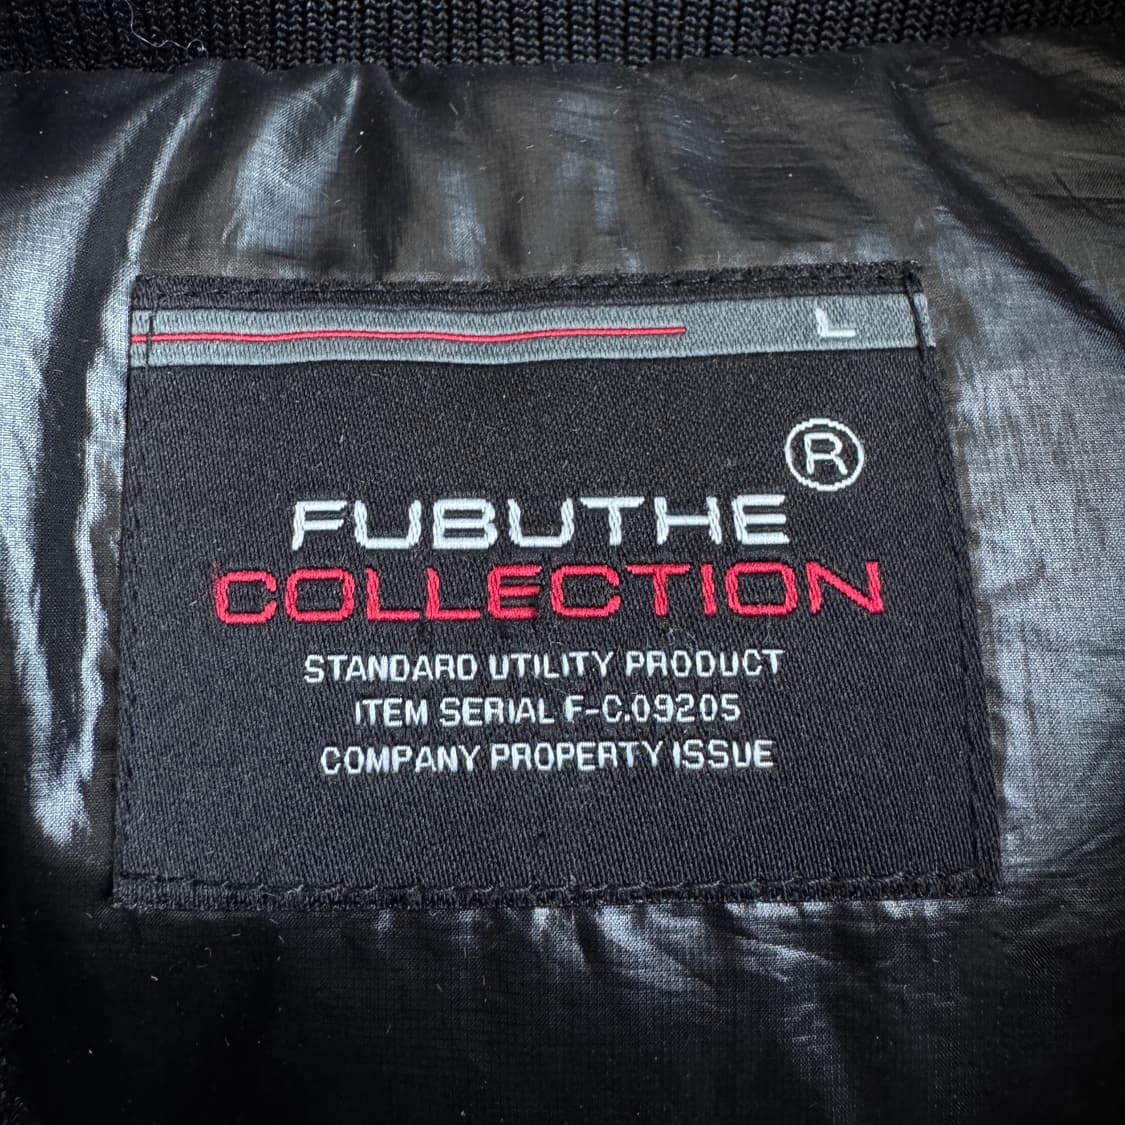 L
®
FUBUTHE
COLLECTION
STANDARD UTILITY PRODUCT
ITEM SERIAL F-C.09205
COMPANY PROPERTY ISSUE